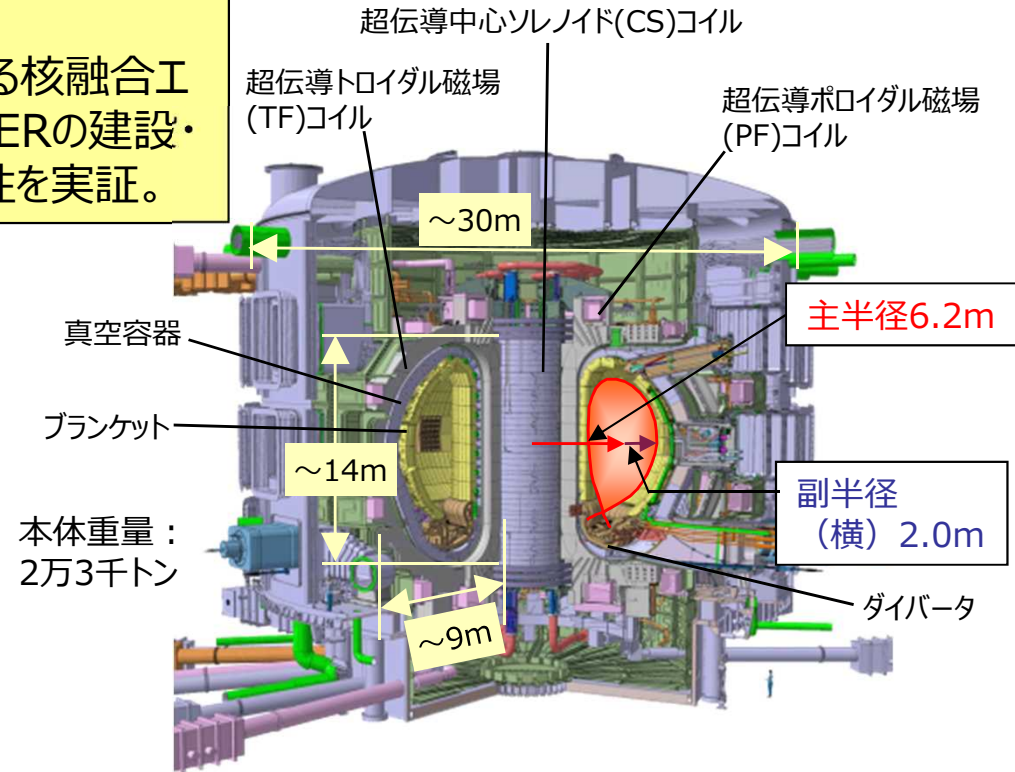 る核融合エ
ERの建設・
性を実証。
超伝導中心ソレノイド(CS)コイル
超伝導トロイダル磁場
(TF)コイル
超伝導ポロイダル磁場
(PF)コイル
～30m
主半径6.2m
真空容器
ブランケット
～14m
副半径
（横）2.0m
本体重量：
2万3千トン
～9m
ダイバータ